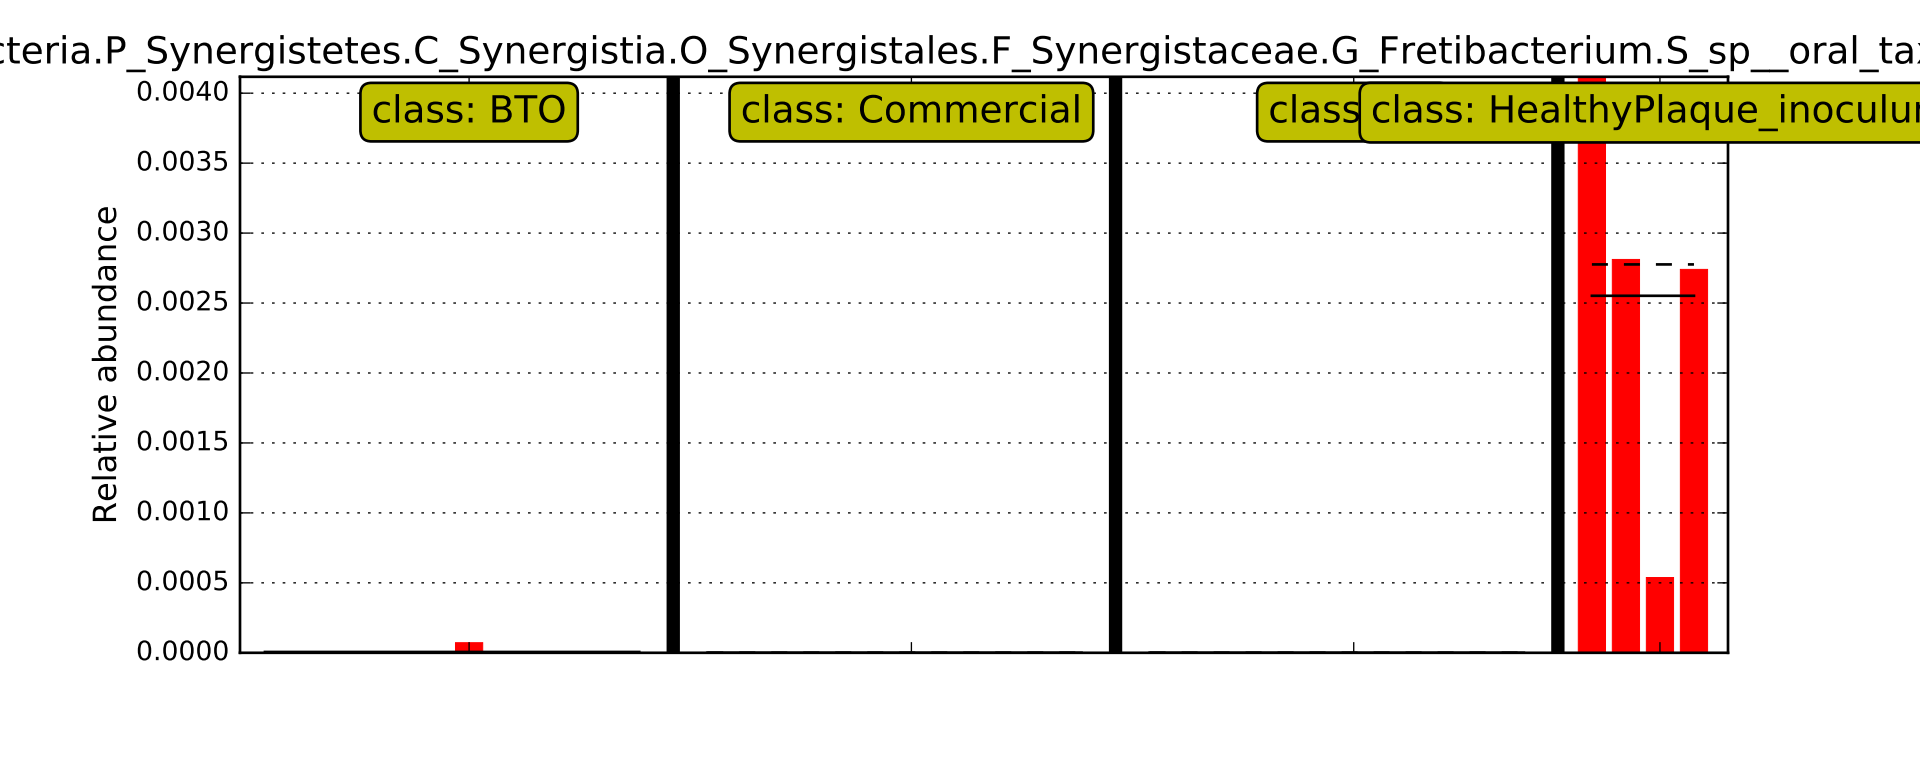 cteria.P_Synergistetes.C_Synergistia.O_Synergistales.F_Synergistaceae.G_Fretibacterium.S_sp__oral_tax
class: BTO
class: Commercial
class
class: HealthyPlaque_inoculu
Relative abundance
0.0040
0.0035
0.0030
0.0025
0.0020
0.0015
0.0010
0.0005
0.0000